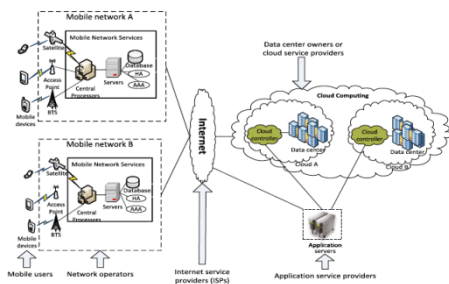 Mobile network A
Mobile Network Services
Satellite
Database
HA
AAA
Access
Point
Central
Processors
Servers
Mobile
devices
BTS
Mobile network B
Mobile Network Services
Satellite
Database
HA
AAA
Access
Point
Central
Processors
Servers
Mobile
devices
BTS
Mobile users
Network operators
Internet
Internet service
providers (ISPs)
Data center owners or
cloud service providers
Cloud Computing
Cloud
controller
Data center
Cloud A
Cloud
controller
Data center
Cloud B
Application
servers
Application service providers